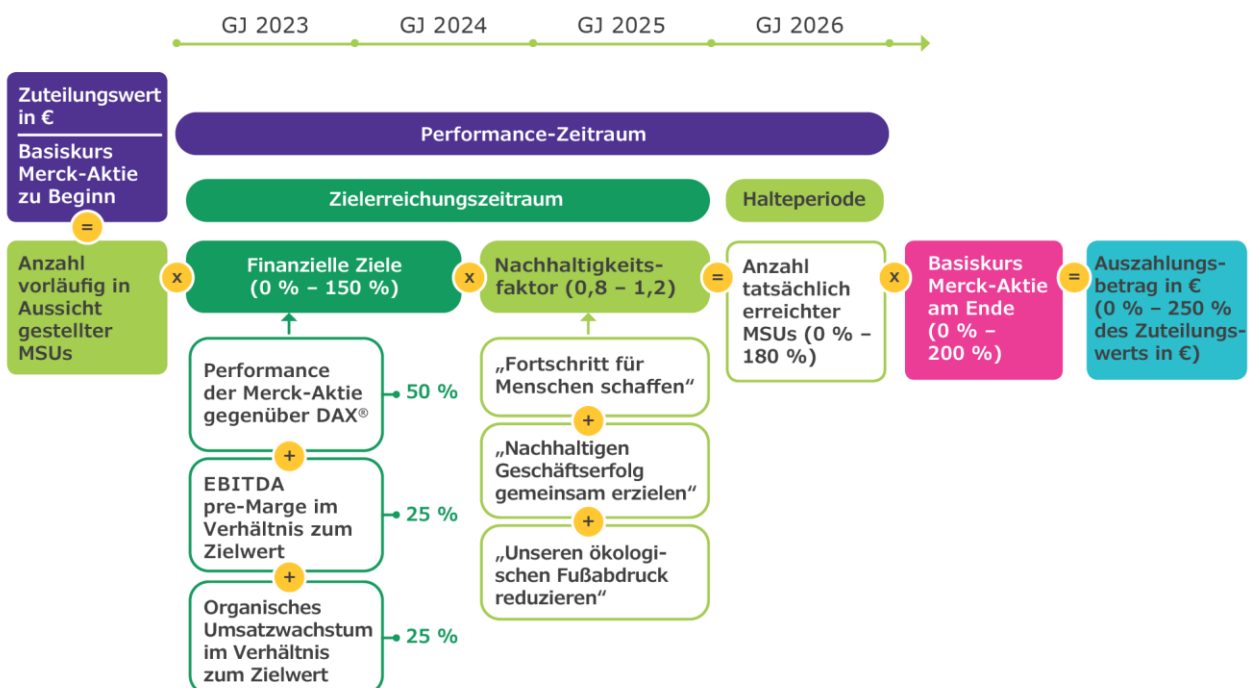 GJ 2023
GJ 2024
GJ 2025
GJ 2026
Zuteilungswert
in €
Basiskurs
Merck-Aktie
zu Beginn
Performance-Zeitraum
Zielerreichungszeitraum
Halteperiode
=
Anzahl
vorläufig in
Aussicht
gestellter
MSUs
x
Finanzielle Ziele
(0 % – 150 %)
x
Nachhaltigkeits-
faktor (0,8 – 1,2)
=
Anzahl
tatsächlich
erreichter
MSUs (0 % –
180 %)
x
Basiskurs
Merck-Aktie
am Ende
(0 % –
200 %)
=
Auszahlungs-
betrag in €
(0 % – 250 %
des Zuteilungs-
werts in €)
Performance
der Merck-Aktie
gegenüber DAX®
50 %
+
EBITDA
pre-Marge im
Verhältnis zum
Zielwert
25 %
+
Organisches
Umsatzwachstum
im Verhältnis
zum Zielwert
25 %
„Fortschritt für
Menschen schaffen“
+
„Nachhaltigen
Geschäftserfolg
gemeinsam erzielen“
+
„Unseren ökologi-
schen Fußabdruck
reduzieren“